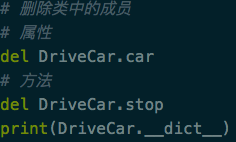 # 删除类中的成员
# 属性
del DriveCar.car
# 方法
del DriveCar.stop
print(DriveCar.__dict__)